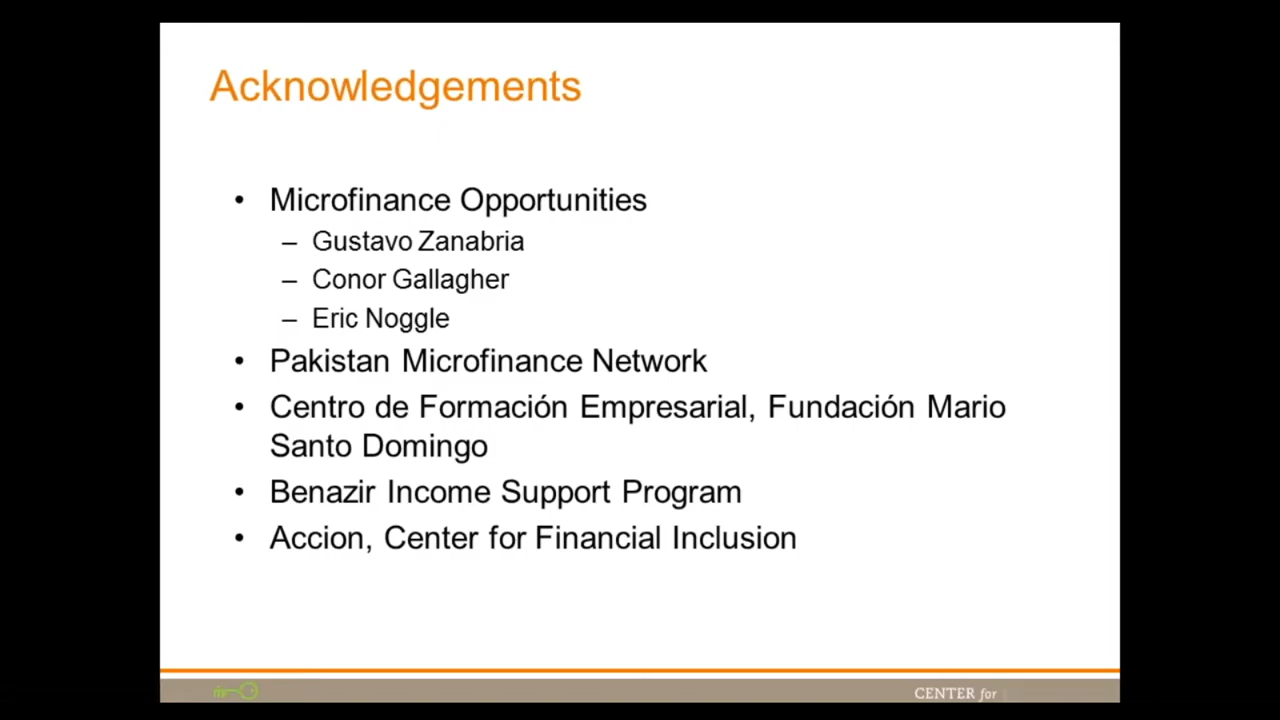 Acknowledgements
• Microfinance Opportunities
– Gustavo Zanabria
– Conor Gallagher
– Eric Noggle
• Pakistan Microfinance Network
• Centro de Formación Empresarial, Fundación Mario
Santo Domingo
• Benazir Income Support Program
• Accion, Center for Financial Inclusion
CENTER for